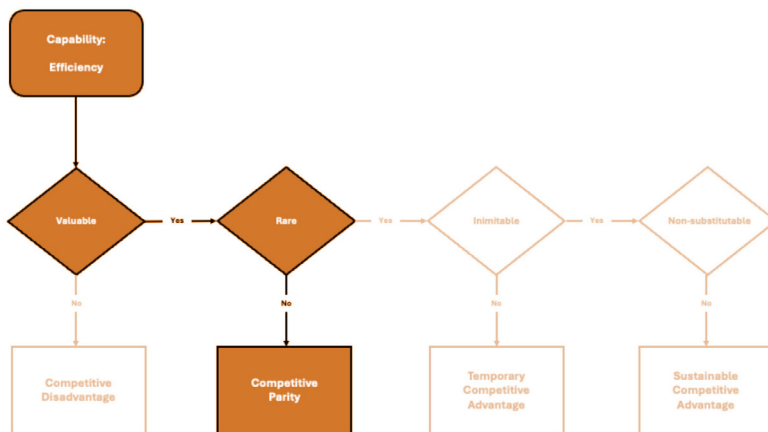 Capability:
Efficiency
Valuable
Yes
Rare
Yes
Inimitable
Yes
Non-substitutable
No
No
No
No
Competitive
Disadvantage
Competitive
Parity
Temporary
Competitive
Advantage
Sustainable
Competitive
Advantage